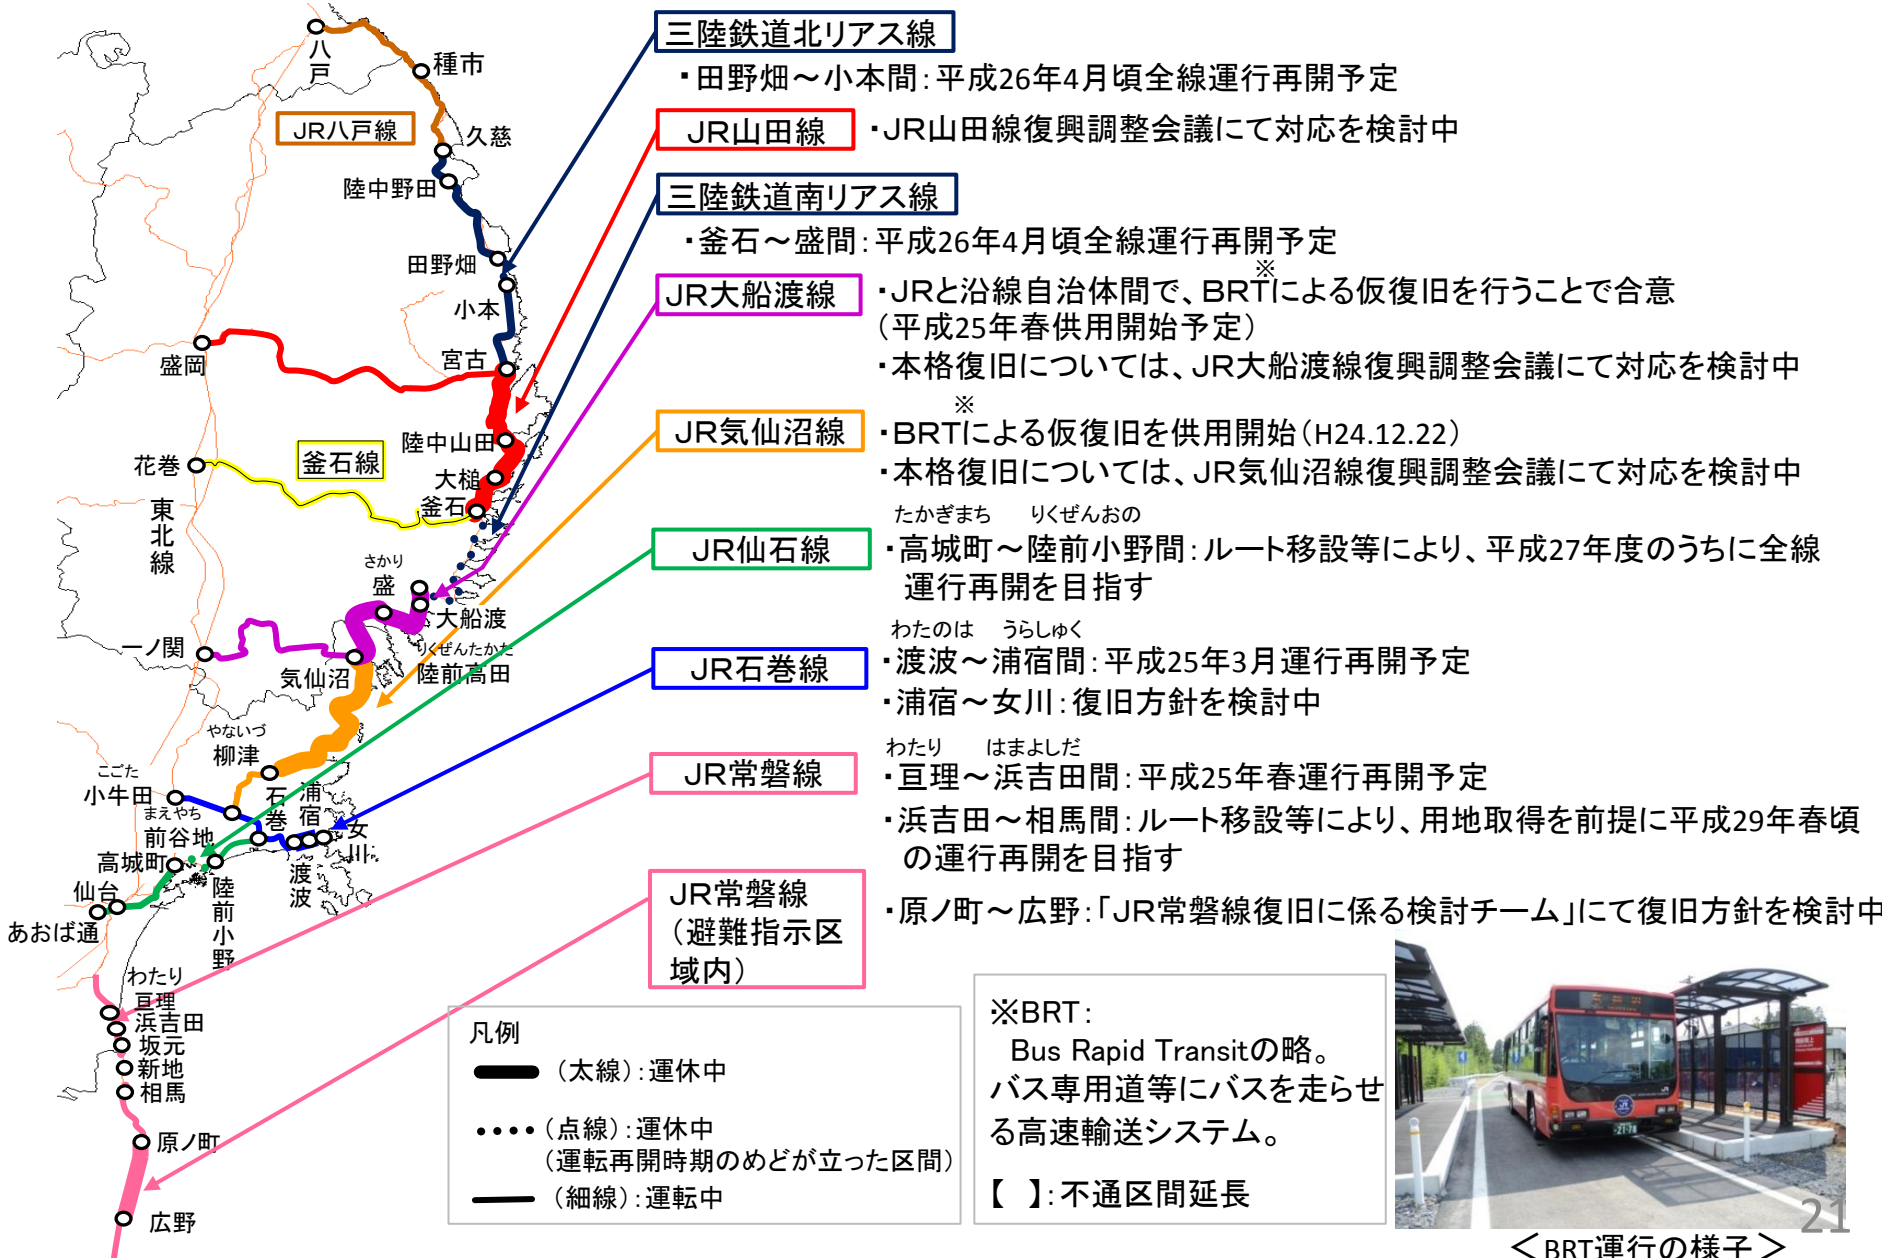 三陸鉄道北リアス線
・田野畑～小本間：平成26年4月頃全線運行再開予定
JR山田線
・JR山田線復興調整会議にて対応を検討中
三陸鉄道南リアス線
・釜石～盛間：平成26年4月頃全線運行再開予定
JR大船渡線
※
・JRと沿線自治体間で、BRTによる仮復旧を行うことで合意
（平成25年春供用開始予定）
・本格復旧については、JR大船渡線復興調整会議にて対応を検討中
JR気仙沼線
※
・BRTによる仮復旧を供用開始（H24.12.22）
・本格復旧については、JR気仙沼線復興調整会議にて対応を検討中
JR仙石線
たかぎまち りくぜんおの
・高城町～陸前小野間：ルート移設等により、平成27年度のうちに全線
運行再開を目指す
JR石巻線
わたのは うらしゅく
・渡波～浦宿間：平成25年3月運行再開予定
・浦宿～女川：復旧方針を検討中
JR常磐線
わたり はまよしだ
・亘理～浜吉田間：平成25年春運行再開予定
・浜吉田～相馬間：ルート移設等により、用地取得を前提に平成29年春頃
の運行再開を目指す
JR常磐線
（避難指示区
域内）
・原ノ町～広野：「JR常磐線復旧に係る検討チーム」にて復旧方針を検討中
八戸
種市
JR八戸線
久慈
陸中野田
田野畑
小本
盛岡
宮古
陸中山田
花巻
釜石線
大槌
釜石
東北線
さかり
盛
大船渡
一ノ関
りくぜんたかた
陸前高田
気仙沼
やないづ
柳津
こごた
小牛田
まえやち
前谷地
石巻
浦宿
女川
高城町
渡波
仙台
陸前小野
あおば通
わたり
亘理
浜吉田
坂元
新地
相馬
原ノ町
広野
凡例
（太線）：運休中
（点線）：運休中
（運転再開時期のめどが立った区間）
（細線）：運転中
※BRT：
Bus Rapid Transitの略。
バス専用道等にバスを走らせ
る高速輸送システム。
【　】：不通区間延長
JR
21-78
21
＜BRT運行の様子＞